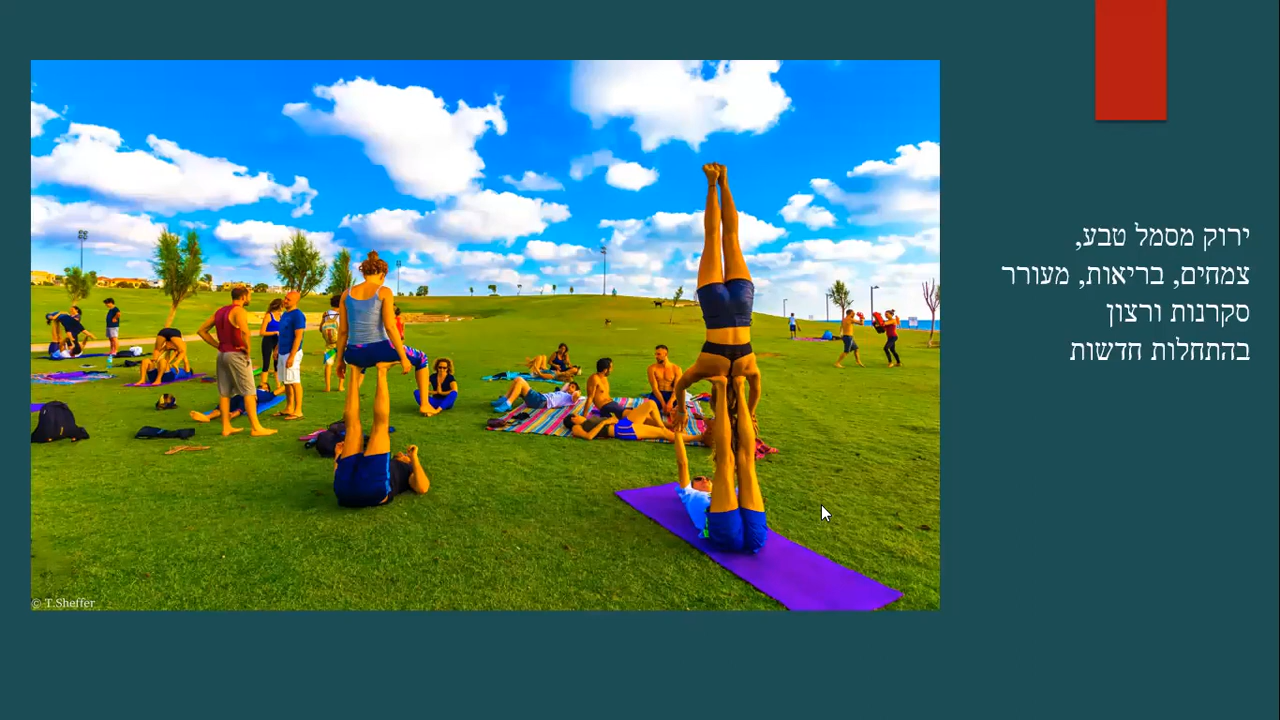 ירוק מסמל טבע,
צמחים, בריאות, מעורר
סקרנות ורצון
בהתחלות חדשות
© T.Sheffer